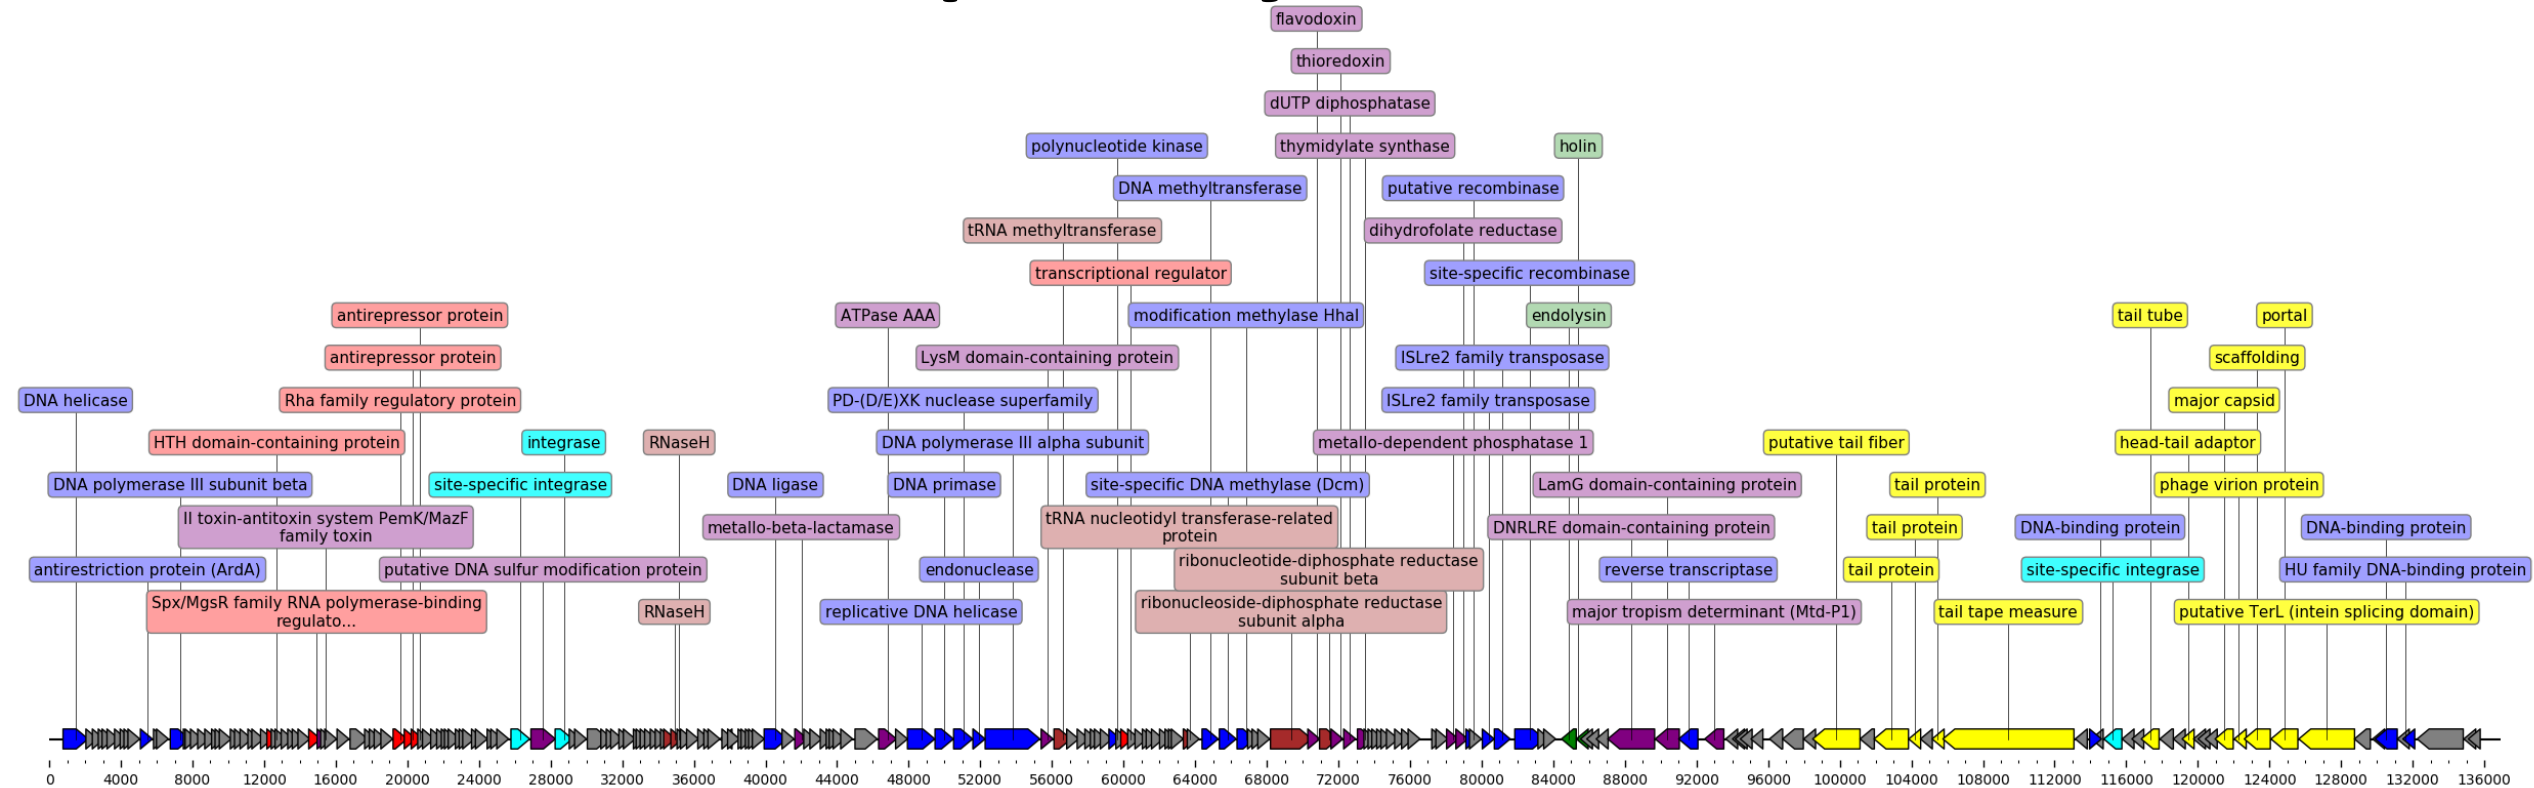 flavodoxin
thioredoxin
dUTP diphosphatase
polynucleotide kinase
thymidylate synthase
holin
DNA methyltransferase
putative recombinase
tRNA methyltransferase
dihydrofolate reductase
transcriptional regulator
site-specific recombinase
antirepressor protein
ATPase AAA
modification methylase HhaI
endolysin
tail tube
portal
antirepressor protein
LysM domain-containing protein
ISLre2 family transposase
scaffolding
DNA helicase
Rha family regulatory protein
PD-(D/E)XK nuclease superfamily
ISLre2 family transposase
major capsid
HTH domain-containing protein
integrase
RNaseH
DNA polymerase III alpha subunit
metallo-dependent phosphatase 1
putative tail fiber
head-tail adaptor
DNA polymerase III subunit beta
site-specific integrase
DNA ligase
DNA primase
site-specific DNA methylase (Dcm)
LamG domain-containing protein
tail protein
phage virion protein
II toxin-antitoxin system PemK/MazF
family toxin
metallo-beta-lactamase
tRNA nucleotidyl transferase-related
protein
DNRLRE domain-containing protein
tail protein
DNA-binding protein
DNA-binding protein
antirestriction protein (ArdA)
putative DNA sulfur modification protein
endonuclease
ribonucleotide-diphosphate reductase
subunit beta
reverse transcriptase
tail protein
site-specific integrase
HU family DNA-binding protein
Spx/MgsR family RNA polymerase-binding
regulato...
RNaseH
replicative DNA helicase
ribonucleoside-diphosphate reductase
subunit alpha
major tropism determinant (Mtd-P1)
tail tape measure
putative TerL (intein splicing domain)
0 4000 8000 12000 16000 20000 24000 28000 32000 36000 40000 44000 48000 52000 56000 60000 64000 68000 72000 76000 80000 84000 88000 92000 96000 100000 104000 108000 112000 116000 120000 124000 128000 132000 136000